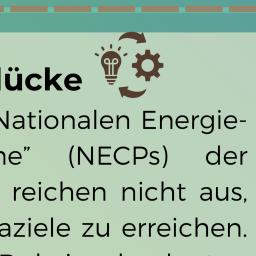 lücke
Nationalen Energie-
ne” (NECPs) der
reichen nicht aus,
aziele zu erreichen.